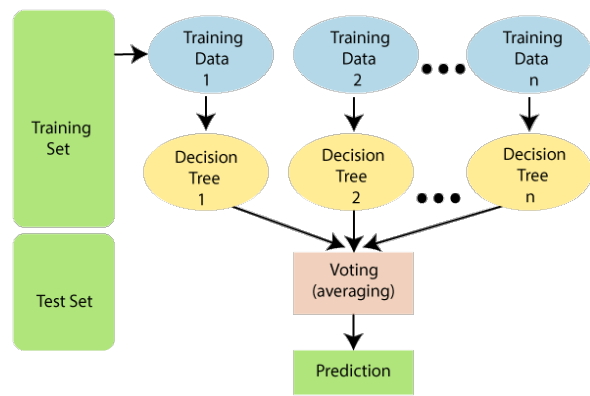 Training
Set
Test Set
Training
Data
1
Training
Data
2
Training
Data
n
Decision
Tree
1
Decision
Tree
2
Decision
Tree
n
Voting
(averaging)
Prediction